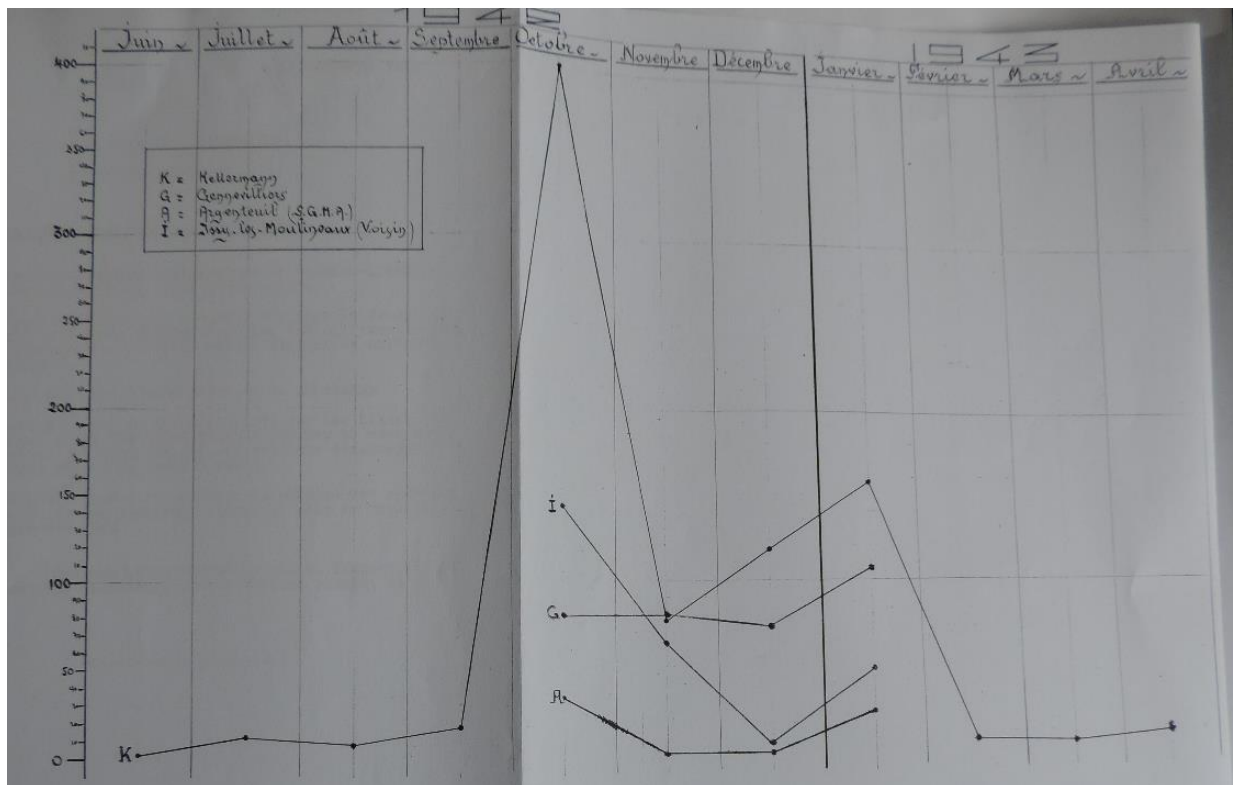 1942
1943
Juin ~ Juillet ~ Août ~ Septembre Octobre ~ Novembre Décembre Janvier ~ Février ~ Mars ~ Avril ~
400
350
K = Kellermann
G = Gennevilliers
A = Argenteuil (S.G.M.A.)
I = Issy-les-Moulineaux (Voisin)
300
250
200
150
I
100
G
50
A
K
0